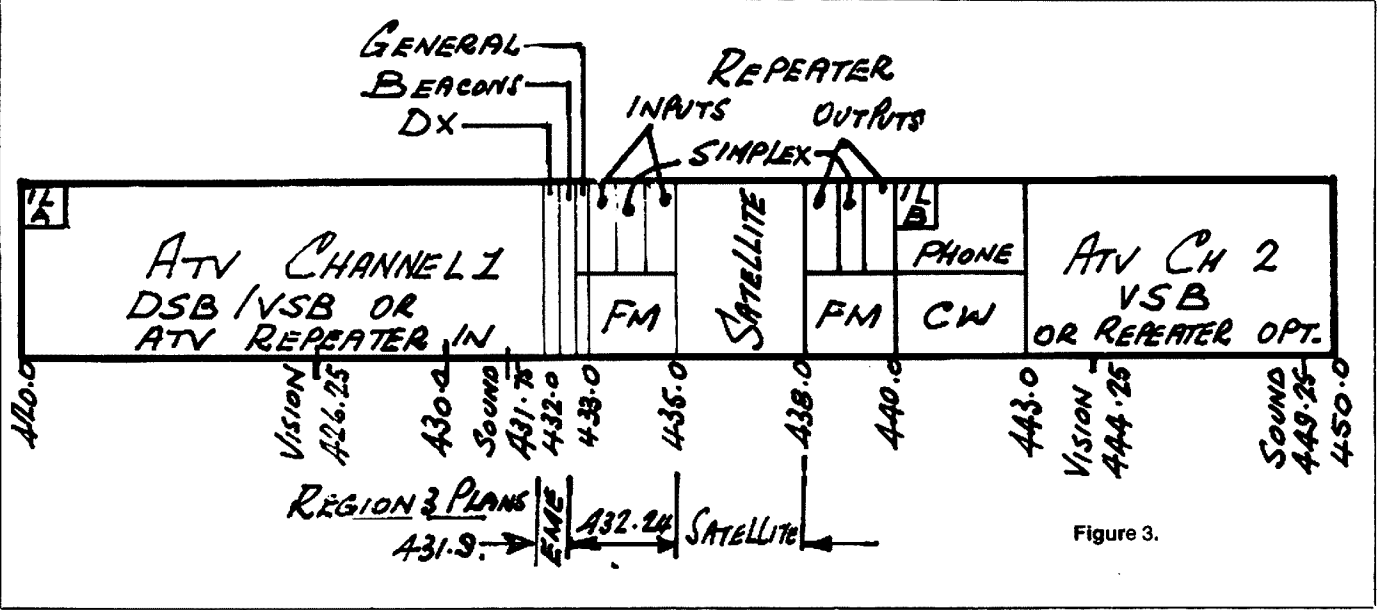 GENERAL
BEACONS
DX
REPEATER
INPUTS
OUTPUTS
SIMPLEX
IL
A
ATV CHANNEL 1
DSB/VSB OR
ATV REPEATER IN
FM
SATELLITE
FM
IL
B
PHONE
CW
ATV CH 2
VSB
OR REPEATER OPT.
420.0
VISION
426.25
430.0
SOUND
431.75
432.0
433.0
435.0
438.0
440.0
443.0
VISION
444.25
SOUND
449.25
450.0
REGION 3 PLANS
431.9.
EME
432.24
SATELLITE
Figure 3.